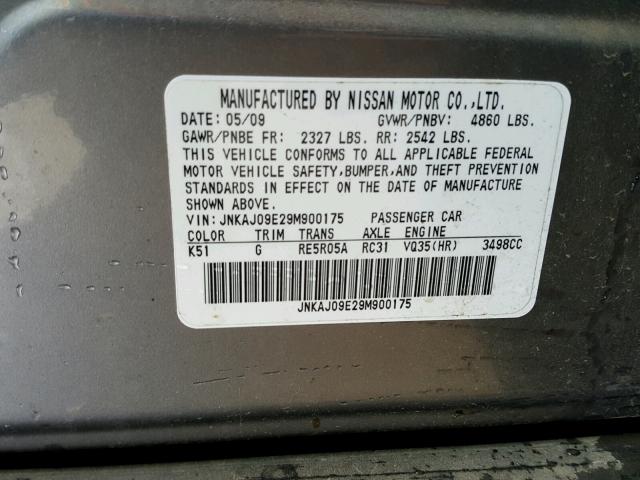 MANUFACTURED BY NISSAN MOTOR CO.,LTD.
DATE: 05/09 GVWR/PNBV: 4860 LBS.
GAWR/PNBE FR: 2327 LBS. RR: 2542 LBS.
THIS VEHICLE CONFORMS TO ALL APPLICABLE FEDERAL
MOTOR VEHICLE SAFETY, BUMPER, AND THEFT PREVENTION
STANDARDS IN EFFECT ON THE DATE OF MANUFACTURE
SHOWN ABOVE.
VIN: JNKAJ09E29M900175 PASSENGER CAR
COLOR TRIM TRANS AXLE ENGINE
K51 G RE5R05A RC31 VQ35(HR) 3498CC
JNKAJ09E29M900175